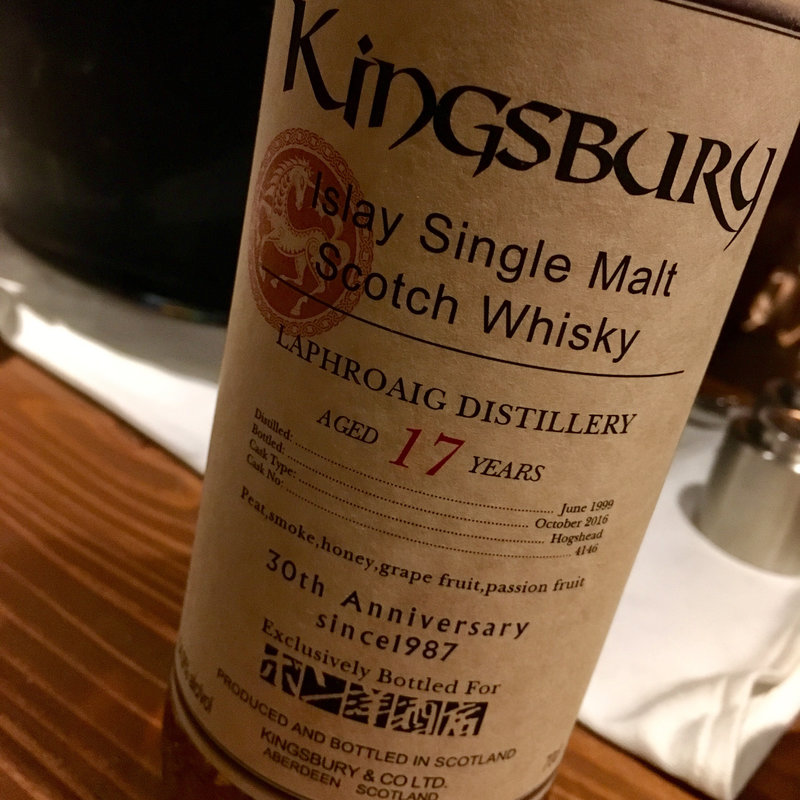 Kingsbury
Islay Single Malt
Scotch Whisky
LAPHROAIG DISTILLERY
AGED 17 YEARS
Distilled: June 1999
Bottled: October 2016
Cask Type: Hogshead
Cask No: 4146
Peat,smoke,honey,grape fruit,passion fruit
30th Anniversary
since1987
Exclusively Bottled For
PRODUCED AND BOTTLED IN SCOTLAND
KINGSBURY & CO LTD.
ABERDEEN SCOTLAND